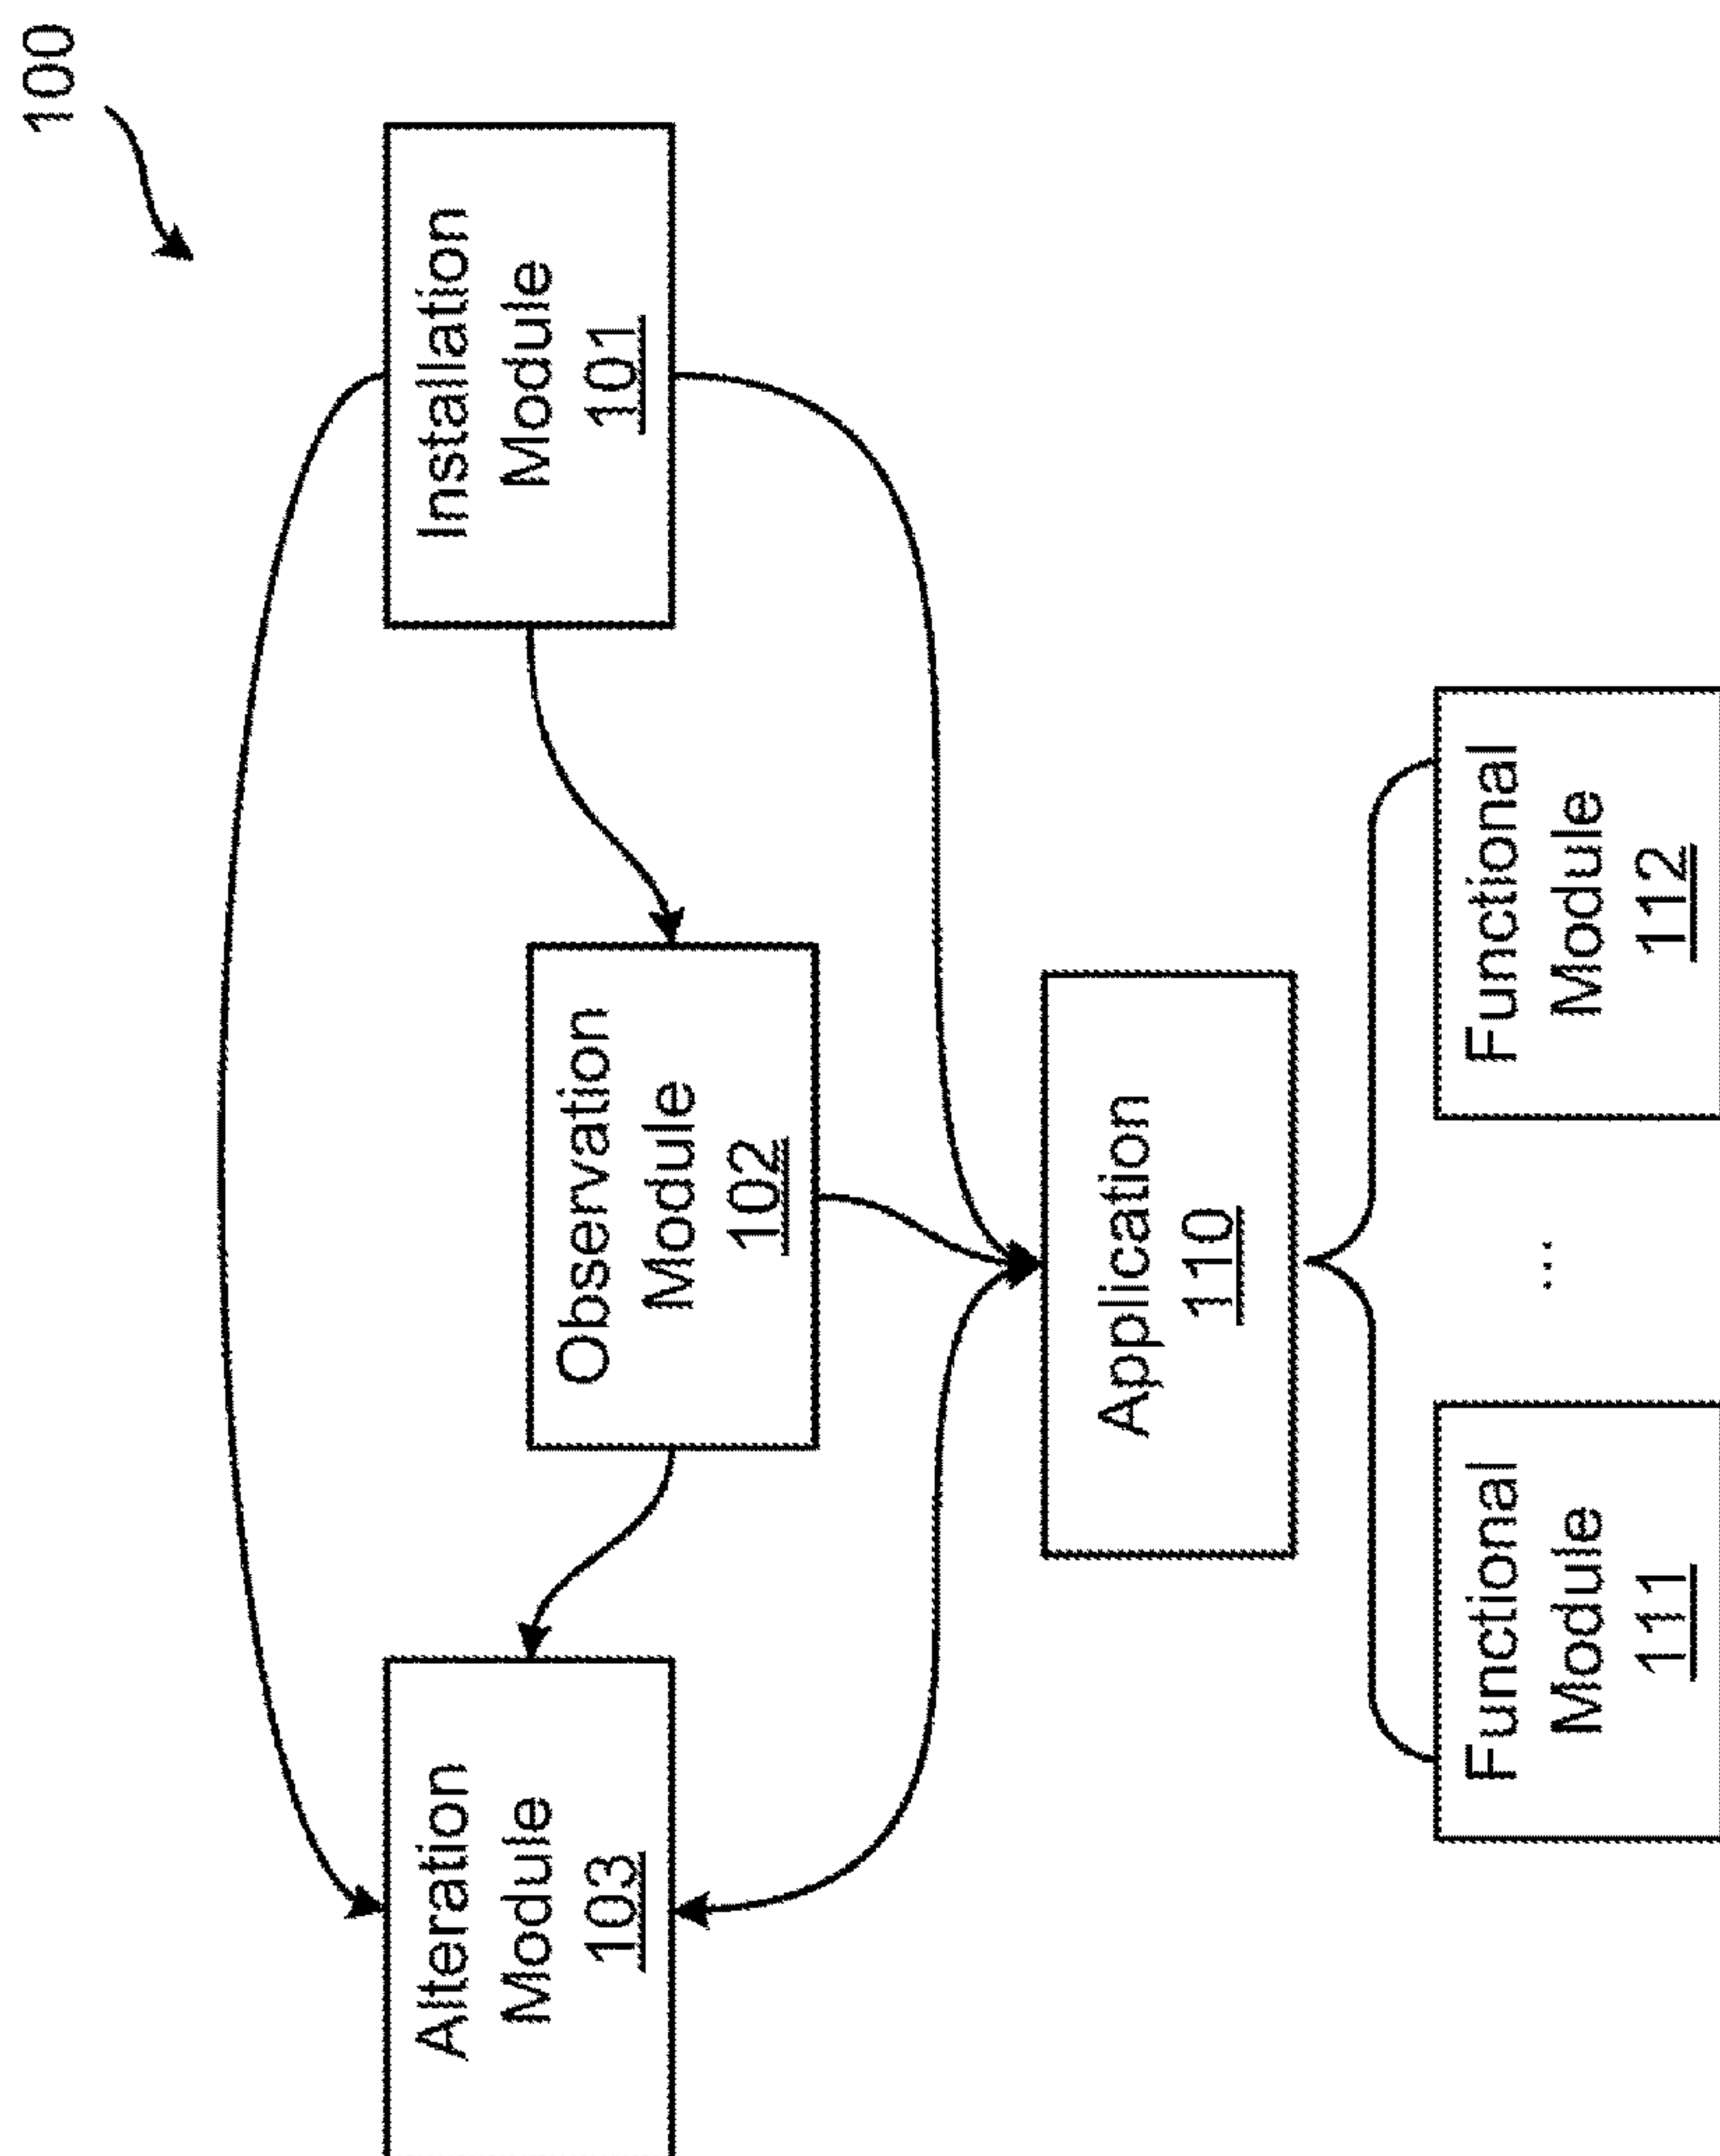 100
Alteration
Module
103
Observation
Module
102
Installation
Module
101
Application
110
Functional
Module
111
...
Functional
Module
112